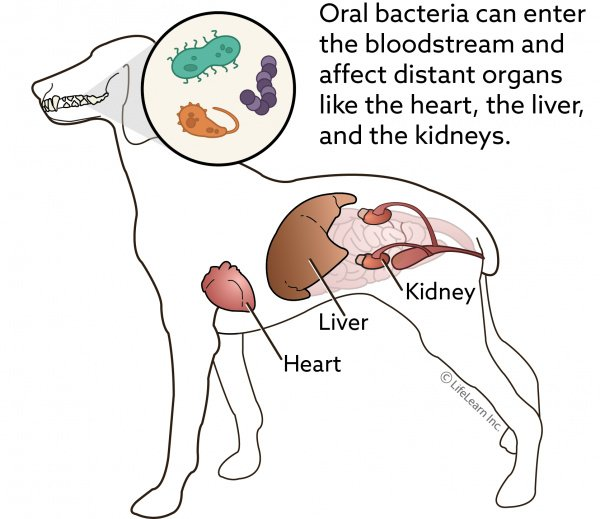 Oral bacteria can enter
the bloodstream and
affect distant organs
like the heart, the liver,
and the kidneys.
Kidney
Liver
Heart
© LifeLearn Inc.